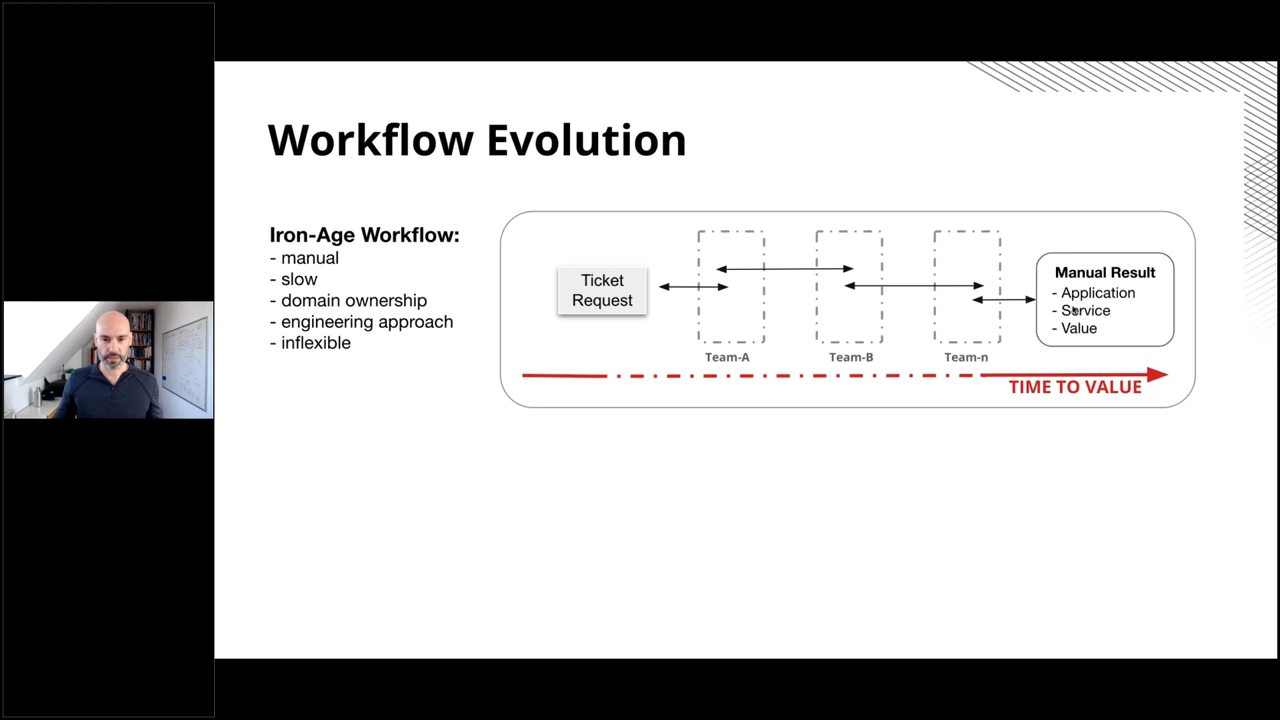 Workflow Evolution
Iron-Age Workflow:
- manual
- slow
- domain ownership
- engineering approach
- inflexible
Ticket
Request
Team-A
Team-B
Team-n
Manual Result
- Application
- Service
- Value
TIME TO VALUE